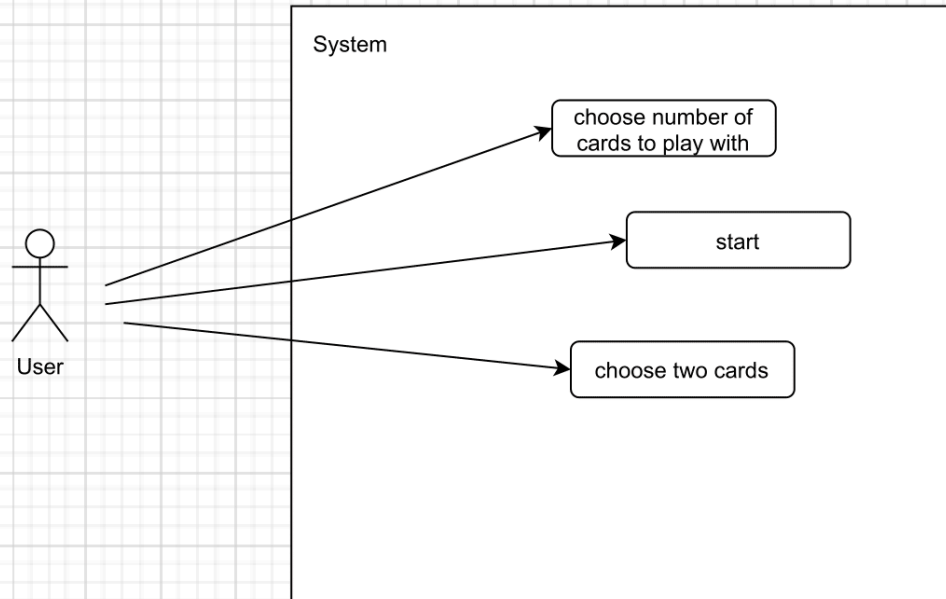 System
choose number of
cards to play with
start
User
choose two cards